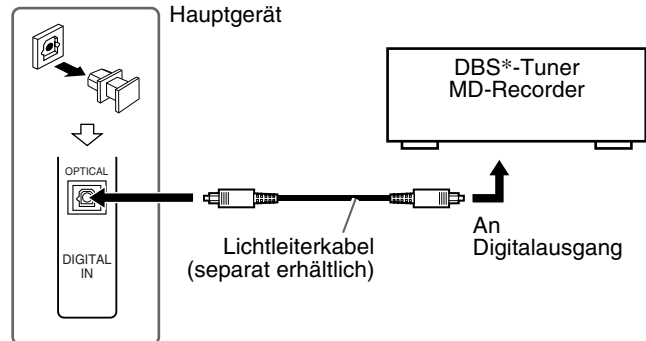 Hauptgerät
DBS*-Tuner
MD-Recorder
OPTICAL
DIGITAL
IN
Lichtleiterkabel
(separat erhältlich)
An
Digitalausgang